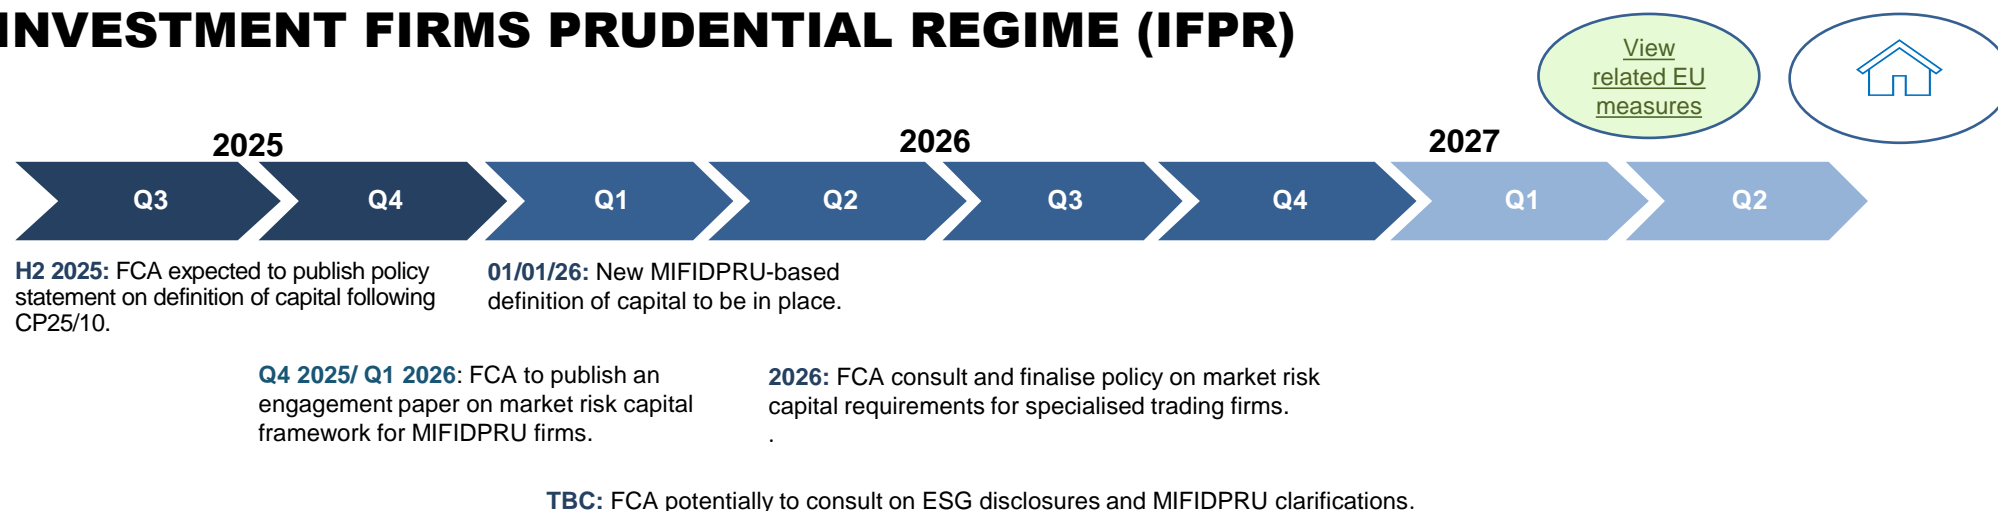 INVESTMENT FIRMS PRUDENTIAL REGIME (IFPR)
View
related EU
measures
2025
2026
2027
Q3
Q4
Q1
Q2
Q3
Q4
Q1
Q2
H2 2025: FCA expected to publish policy
statement on definition of capital following
CP25/10.
01/01/26: New MIFIDPRU-based
definition of capital to be in place.
Q4 2025/ Q1 2026: FCA to publish an
engagement paper on market risk capital
framework for MIFIDPRU firms.
2026: FCA consult and finalise policy on market risk
capital requirements for specialised trading firms.
.
TBC: FCA potentially to consult on ESG disclosures and MIFIDPRU clarifications.